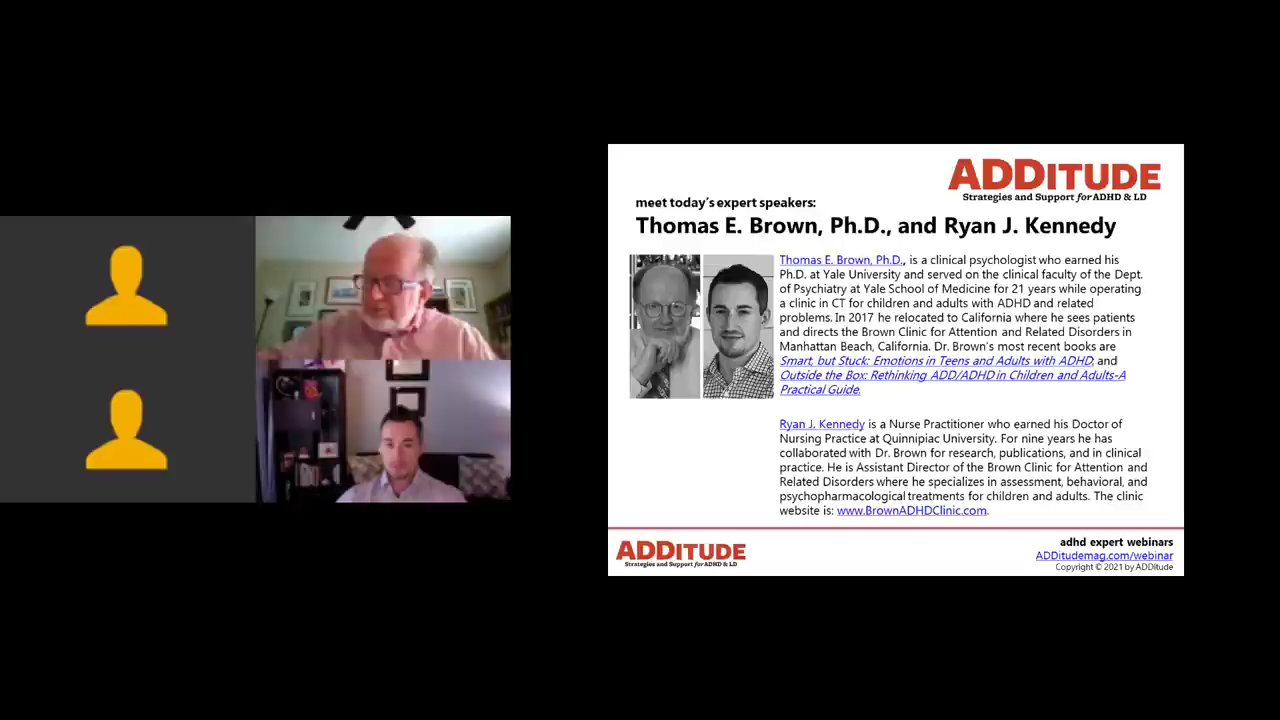 ADDITUDE
Strategies and Support for ADHD & LD
meet today's expert speakers:
Thomas E. Brown, Ph.D., and Ryan J. Kennedy
Thomas E. Brown, Ph.D., is a clinical psychologist who earned his
Ph.D. at Yale University and served on the clinical faculty of the Dept.
of Psychiatry at Yale School of Medicine for 21 years while operating
a clinic in CT for children and adults with ADHD and related
problems. In 2017 he relocated to California where he sees patients
and directs the Brown Clinic for Attention and Related Disorders in
Manhattan Beach, California. Dr. Brown's most recent books are
Smart, but Stuck: Emotions in Teens and Adults with ADHD; and
Outside the Box: Rethinking ADD/ADHD in Children and Adults-A
Practical Guide.
Ryan J. Kennedy is a Nurse Practitioner who earned his Doctor of
Nursing Practice at Quinnipiac University. For nine years he has
collaborated with Dr. Brown for research, publications, and in clinical
practice. He is Assistant Director of the Brown Clinic for Attention and
Related Disorders where he specializes in assessment, behavioral, and
psychopharmacological treatments for children and adults. The clinic
website is: www.BrownADHDClinic.com.
ADDITUDE
Strategies and Support for ADHD & LD
adhd expert webinars
ADDitudemag.com/webinar
Copyright © 2021 by ADDitude